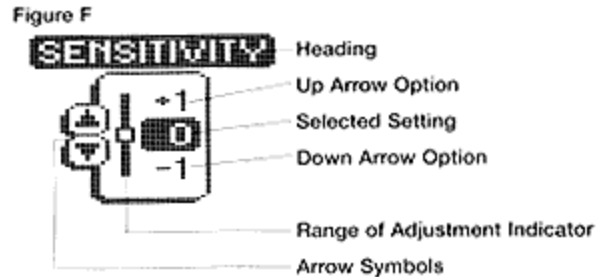 Figure F
SENSITIVITY
Heading
+1
Up Arrow Option
0
Selected Setting
-1
Down Arrow Option
Range of Adjustment Indicator
Arrow Symbols